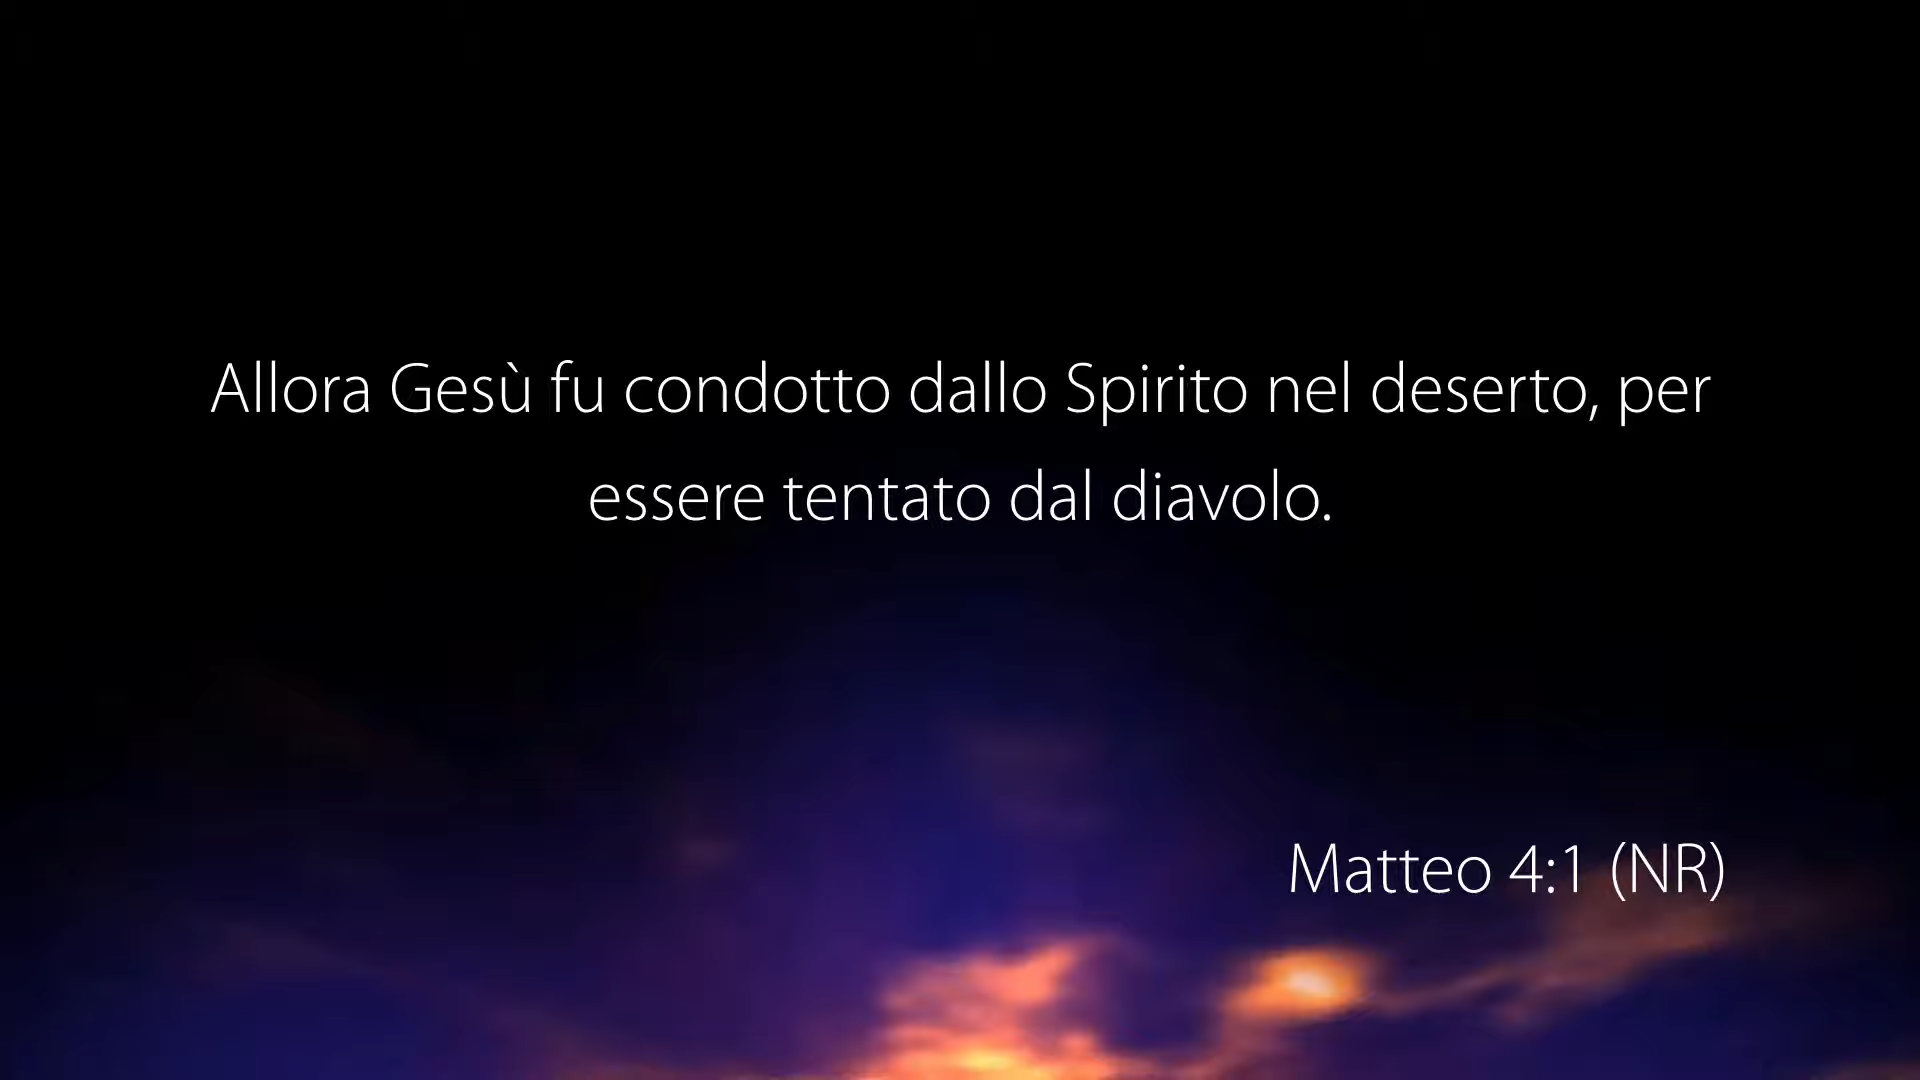 Allora Gesù fu condotto dallo Spirito nel deserto, per
essere tentato dal diavolo.
Matteo 4:1 (NR)